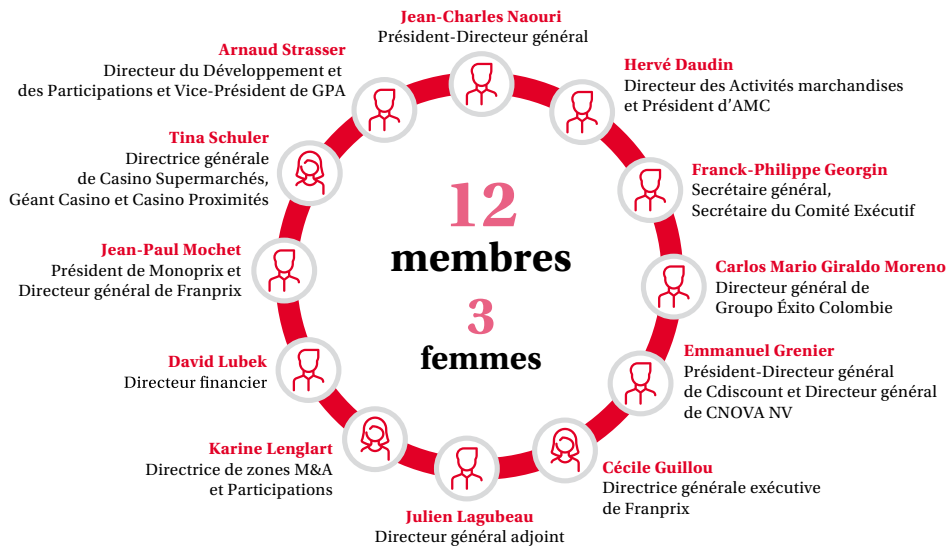 Jean-Charles Naouri
Président-Directeur général
Hervé Daudin
Directeur des Activités marchandises
et Président d'AMC
Franck-Philippe Georgin
Secrétaire général,
Secrétaire du Comité Exécutif
Carlos Mario Giraldo Moreno
Directeur général de
Groupo Éxito Colombie
Emmanuel Grenier
Président-Directeur général
de Cdiscount et Directeur général
de CNOVA NV
Cécile Guillou
Directrice générale exécutive
de Franprix
Julien Lagubeau
Directeur général adjoint
Karine Lenglart
Directrice de zones M&A
et Participations
David Lubek
Directeur financier
Jean-Paul Mochet
Président de Monoprix et
Directeur général de Franprix
Tina Schuler
Directrice générale
de Casino Supermarchés,
Géant Casino et Casino Proximités
Arnaud Strasser
Directeur du Développement et
des Participations et Vice-Président de GPA
12
membres
3
femmes